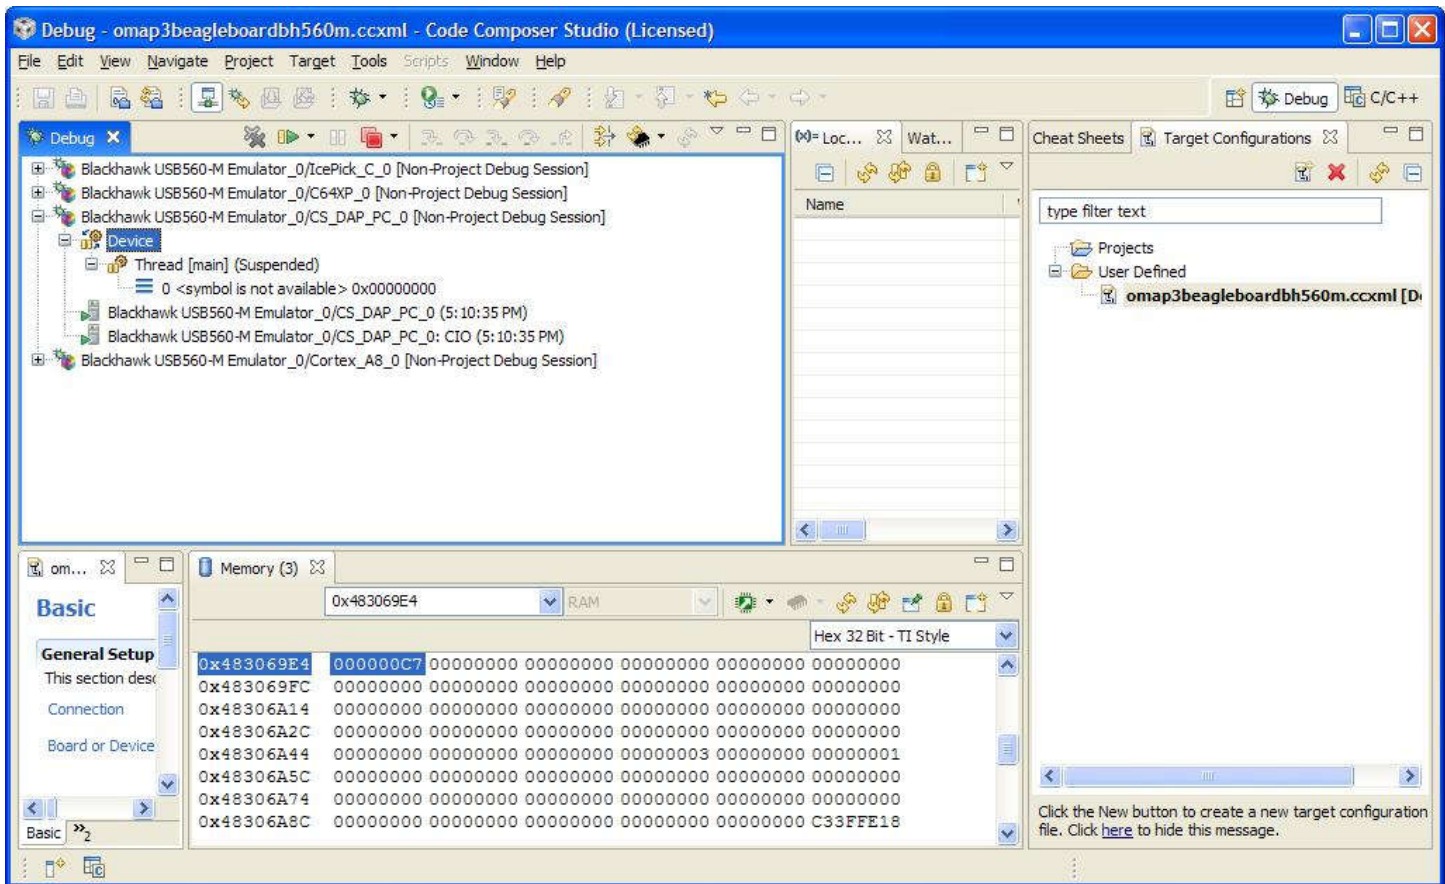 Debug - omap3beagleboardbh560m.ccxml - Code Composer Studio (Licensed)
File Edit View Navigate Project Target Tools Scripts Window Help
Debug C/C++
Debug
Blackhawk USB560-M Emulator_0/IcePick_C_0 [Non-Project Debug Session]
Blackhawk USB560-M Emulator_0/C64XP_0 [Non-Project Debug Session]
Blackhawk USB560-M Emulator_0/CS_DAP_PC_0 [Non-Project Debug Session]
Device
Thread [main] (Suspended)
0 <symbol is not available> 0x00000000
Blackhawk USB560-M Emulator_0/CS_DAP_PC_0 (5:10:35 PM)
Blackhawk USB560-M Emulator_0/CS_DAP_PC_0: CIO (5:10:35 PM)
Blackhawk USB560-M Emulator_0/Cortex_A8_0 [Non-Project Debug Session]
(x)= Loc... Wat...
Name
Cheat Sheets Target Configurations
type filter text
Projects
User Defined
omap3beagleboardbh560m.ccxml [D
Click the New button to create a new target configuration
file. Click here to hide this message.
om...
Basic
General Setup
This section desc
Connection
Board or Device
Basic »2
Memory (3)
0x483069E4 RAM
Hex 32 Bit - TI Style
0x483069E4 000000C7 00000000 00000000 00000000 00000000 00000000
0x483069FC 00000000 00000000 00000000 00000000 00000000 00000000
0x48306A14 00000000 00000000 00000000 00000000 00000000 00000000
0x48306A2C 00000000 00000000 00000000 00000000 00000000 00000000
0x48306A44 00000000 00000000 00000000 00000003 00000000 00000001
0x48306A5C 00000000 00000000 00000000 00000000 00000000 00000000
0x48306A74 00000000 00000000 00000000 00000000 00000000 00000000
0x48306A8C 00000000 00000000 00000000 00000000 00000000 C33FFE18